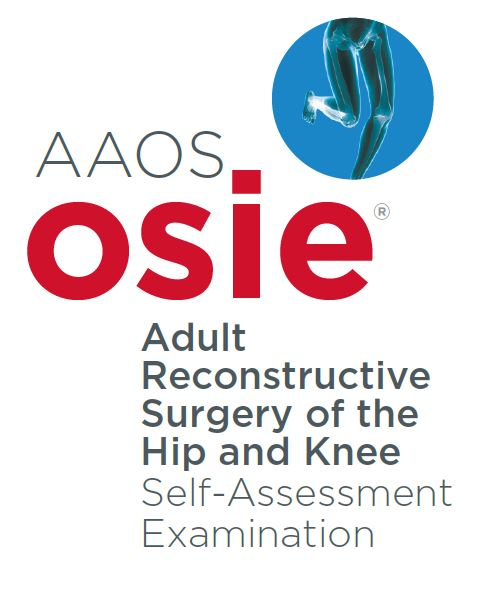 AAOS
osie®
Adult
Reconstructive
Surgery of the
Hip and Knee
Self-Assessment
Examination